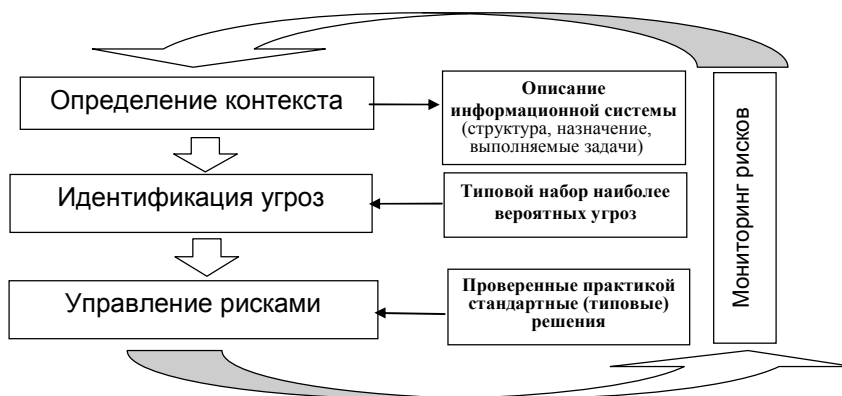 Определение контекста
Описание
информационной системы
(структура, назначение,
выполняемые задачи)
Идентификация угроз
Типовой набор наиболее
вероятных угроз
Управление рисками
Проверенные практикой
стандартные (типовые)
решения
Мониторинг рисков